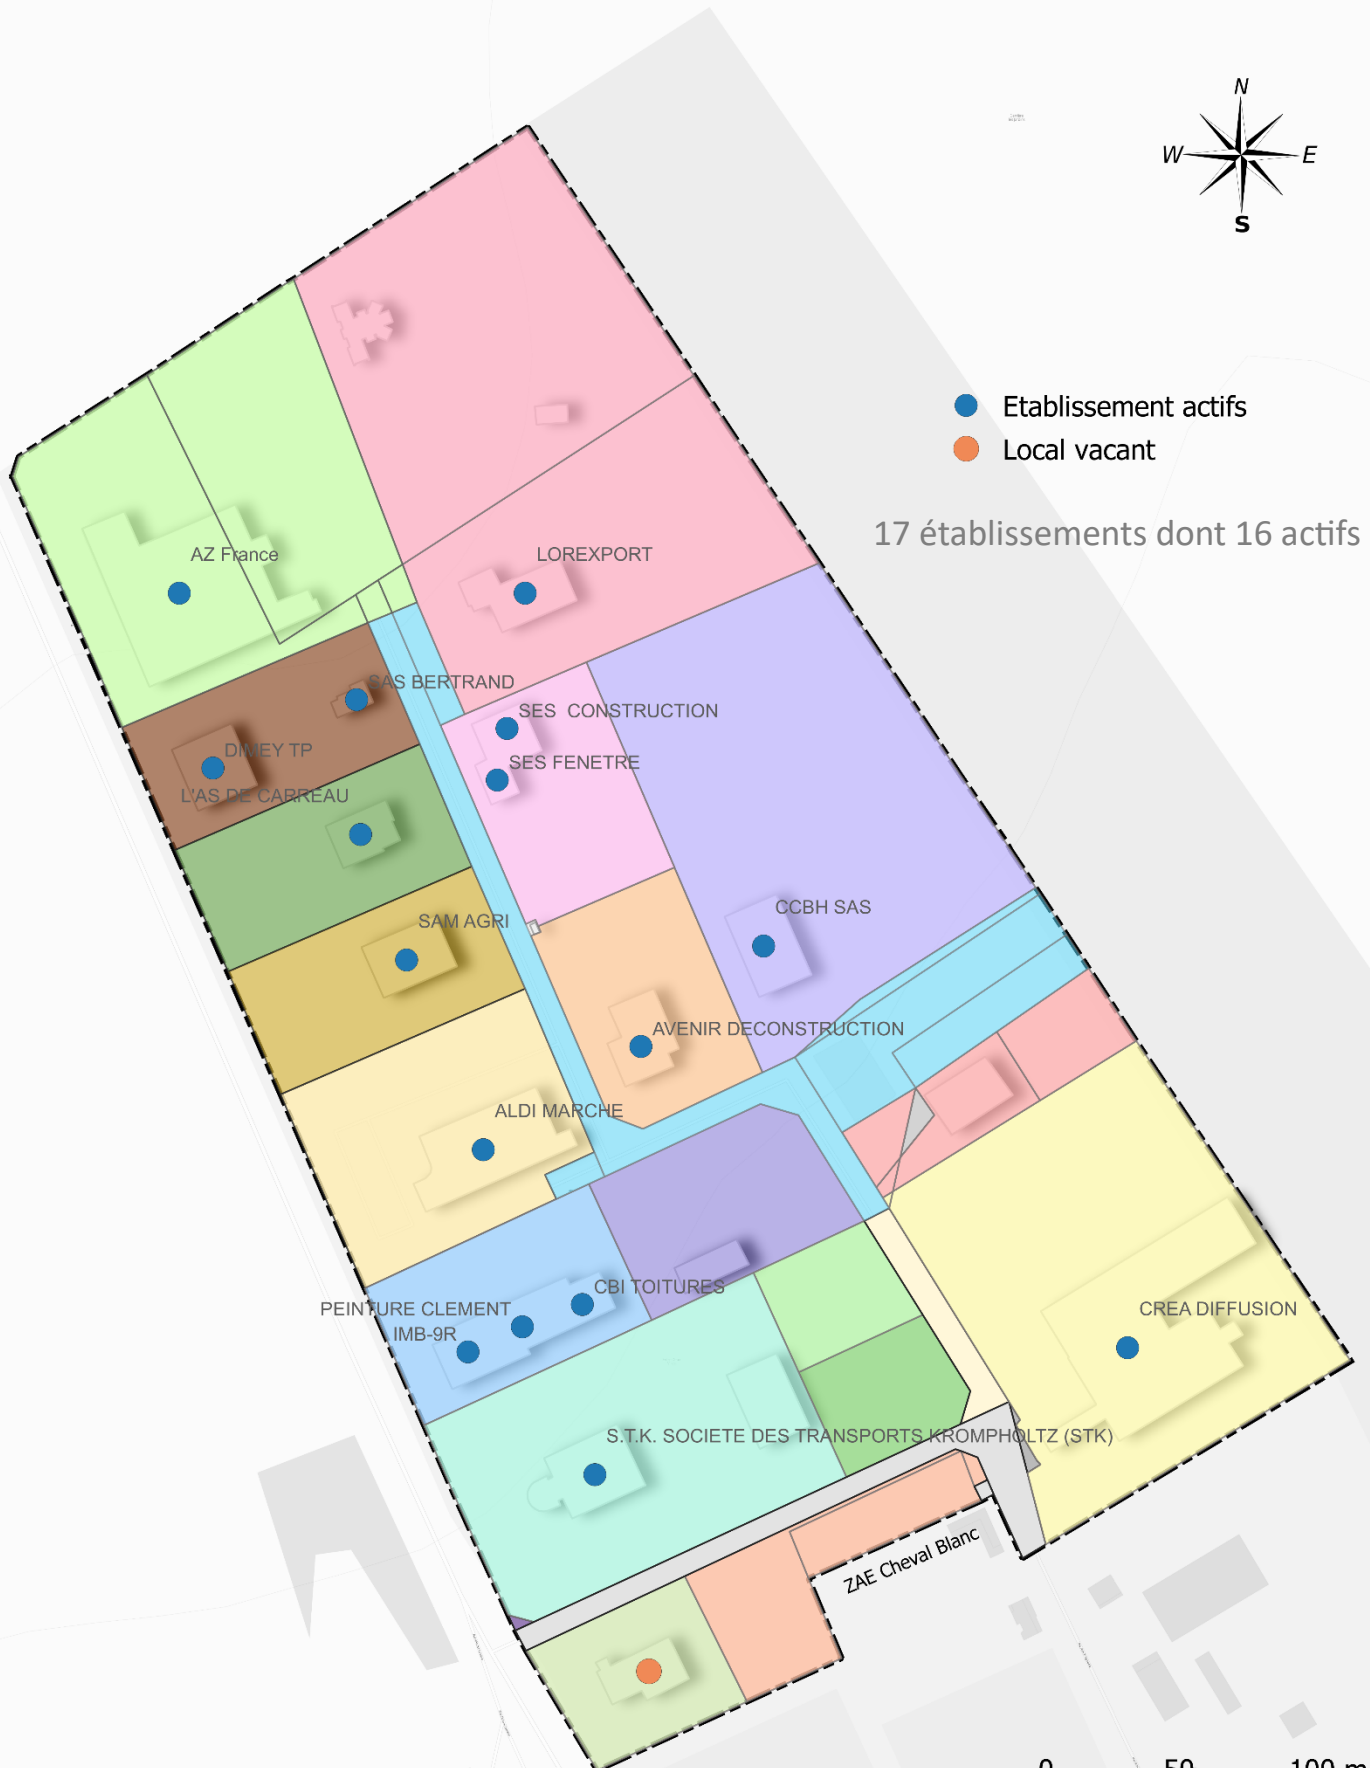 N
W
E
S
Etablissement actifs
Local vacant
17 établissements dont 16 actifs
AZ France
LOREXPORT
SAS BERTRAND
SES  CONSTRUCTION
DIMEY TP
SES FENETRE
L'AS DE CARREAU
CCBH SAS
SAM AGRI
AVENIR DECONSTRUCTION
ALDI MARCHE
CBI TOITURES
PEINTURE CLEMENT
IMB-9R
CREA DIFFUSION
S.T.K. SOCIETE DES TRANSPORTS KROMPHOLTZ (STK)
ZAE Cheval Blanc
0 50 100 m